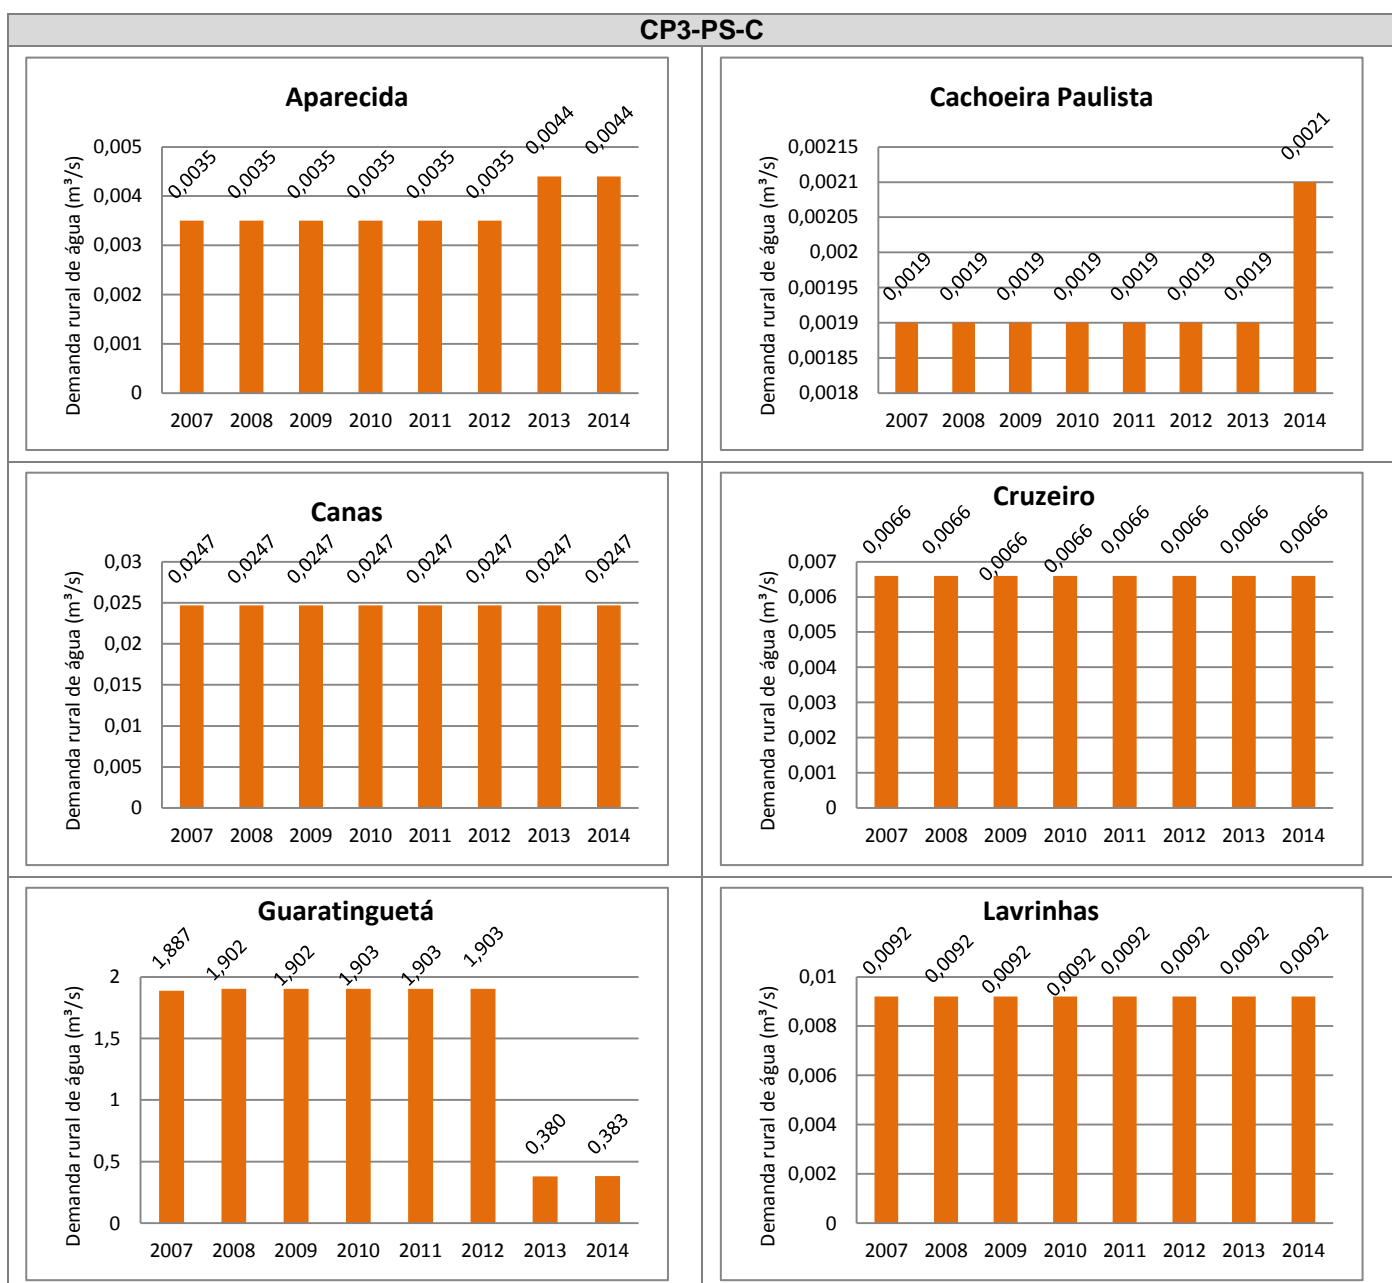 CP3-PS-C
Aparecida
Demanda rural de água (m³/s)
0,005
0,004
0,003
0,002
0,001
0
0,0035 0,0035 0,0035 0,0035 0,0035 0,0035 0,0044 0,0044
2007 2008 2009 2010 2011 2012 2013 2014
Cachoeira Paulista
Demanda rural de água (m³/s)
0,00215
0,0021
0,00205
0,002
0,00195
0,0019
0,00185
0,0018
0,0019 0,0019 0,0019 0,0019 0,0019 0,0019 0,0019 0,0021
2007 2008 2009 2010 2011 2012 2013 2014
Canas
Demanda rural de água (m³/s)
0,03
0,025
0,02
0,015
0,01
0,005
0
0,0247 0,0247 0,0247 0,0247 0,0247 0,0247 0,0247 0,0247
2007 2008 2009 2010 2011 2012 2013 2014
Cruzeiro
Demanda rural de água (m³/s)
0,007
0,006
0,005
0,004
0,003
0,002
0,001
0
0,0066 0,0066 0,0066 0,0066 0,0066 0,0066 0,0066 0,0066
2007 2008 2009 2010 2011 2012 2013 2014
Guaratinguetá
Demanda rural de água (m³/s)
2
1,5
1
0,5
0
1,887 1,902 1,902 1,903 1,903 1,903 0,380 0,383
2007 2008 2009 2010 2011 2012 2013 2014
Lavrinhas
Demanda rural de água (m³/s)
0,01
0,008
0,006
0,004
0,002
0
0,0092 0,0092 0,0092 0,0092 0,0092 0,0092 0,0092 0,0092
2007 2008 2009 2010 2011 2012 2013 2014